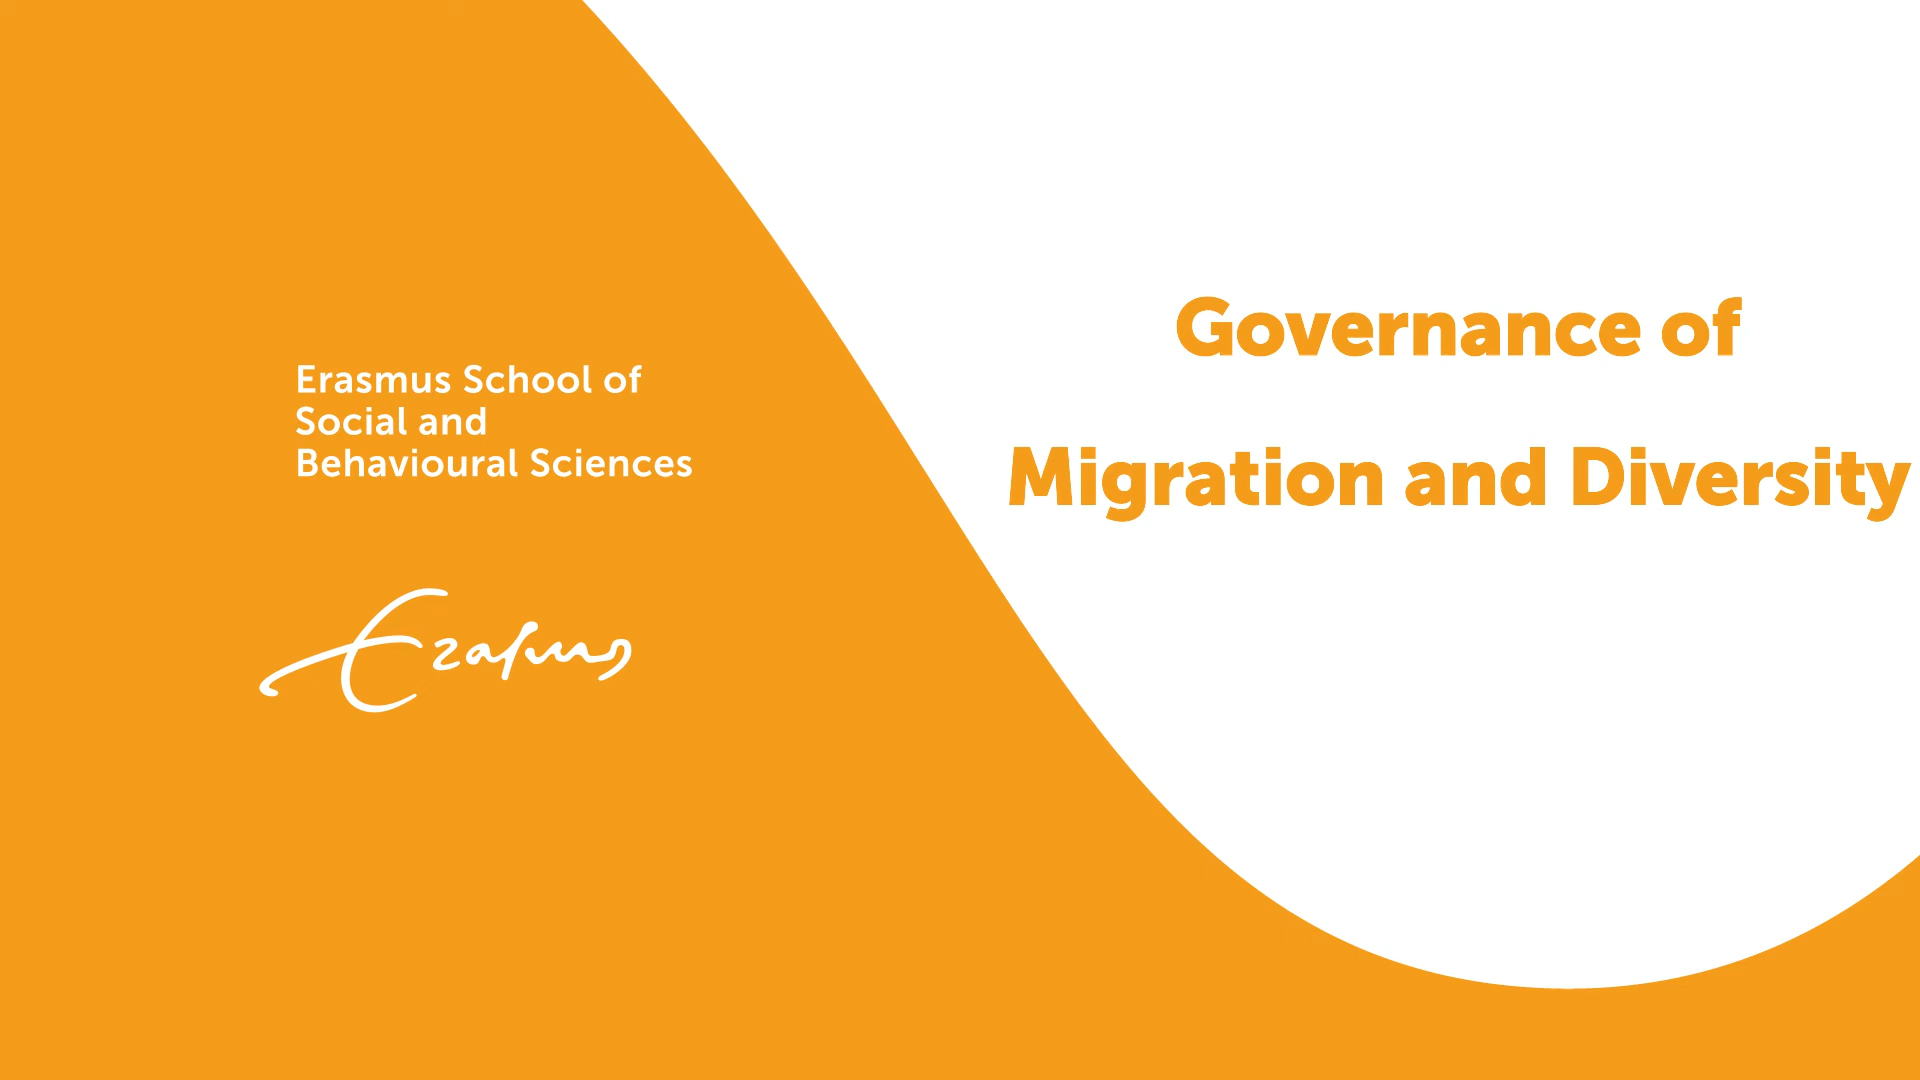 Erasmus School of
Social and
Behavioural Sciences
Erasmus
Governance of
Migration and Diversity